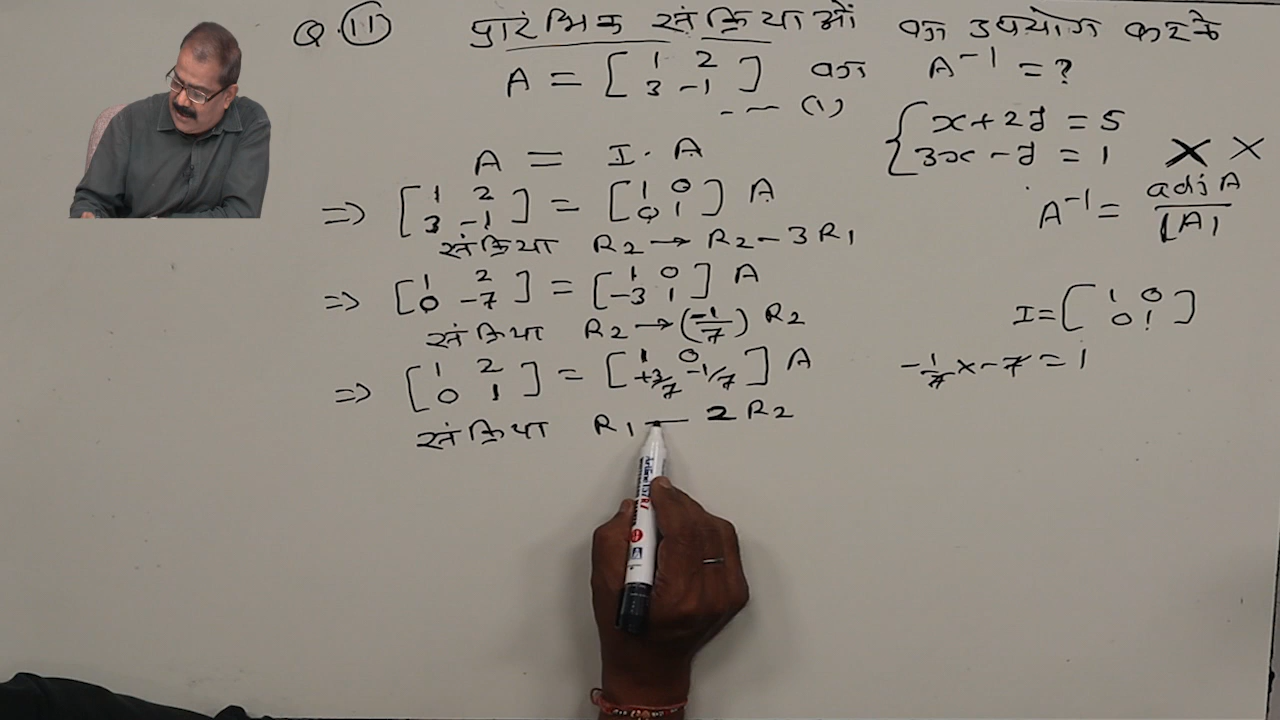 Q. 11 प्रारंभिक संक्रियाओं का उपयोग करके
A = [1 2; 3 -1] का A⁻¹ = ?
- - - (1)
x + 2y = 5
3x - y = 1
A = I . A
A⁻¹ = adj A / |A|
=> [1 2; 3 -1] = [1 0; 0 1] A
संक्रिया R2 → R2 - 3R1
=> [1 2; 0 -7] = [1 0; -3 1] A
I = [1 0; 0 1]
संक्रिया R2 → (-1/7) R2
=> [1 2; 0 1] = [1 0; +3/7 -1/7] A
-1/7 x -7 = 1
संक्रिया R1 - 2R2